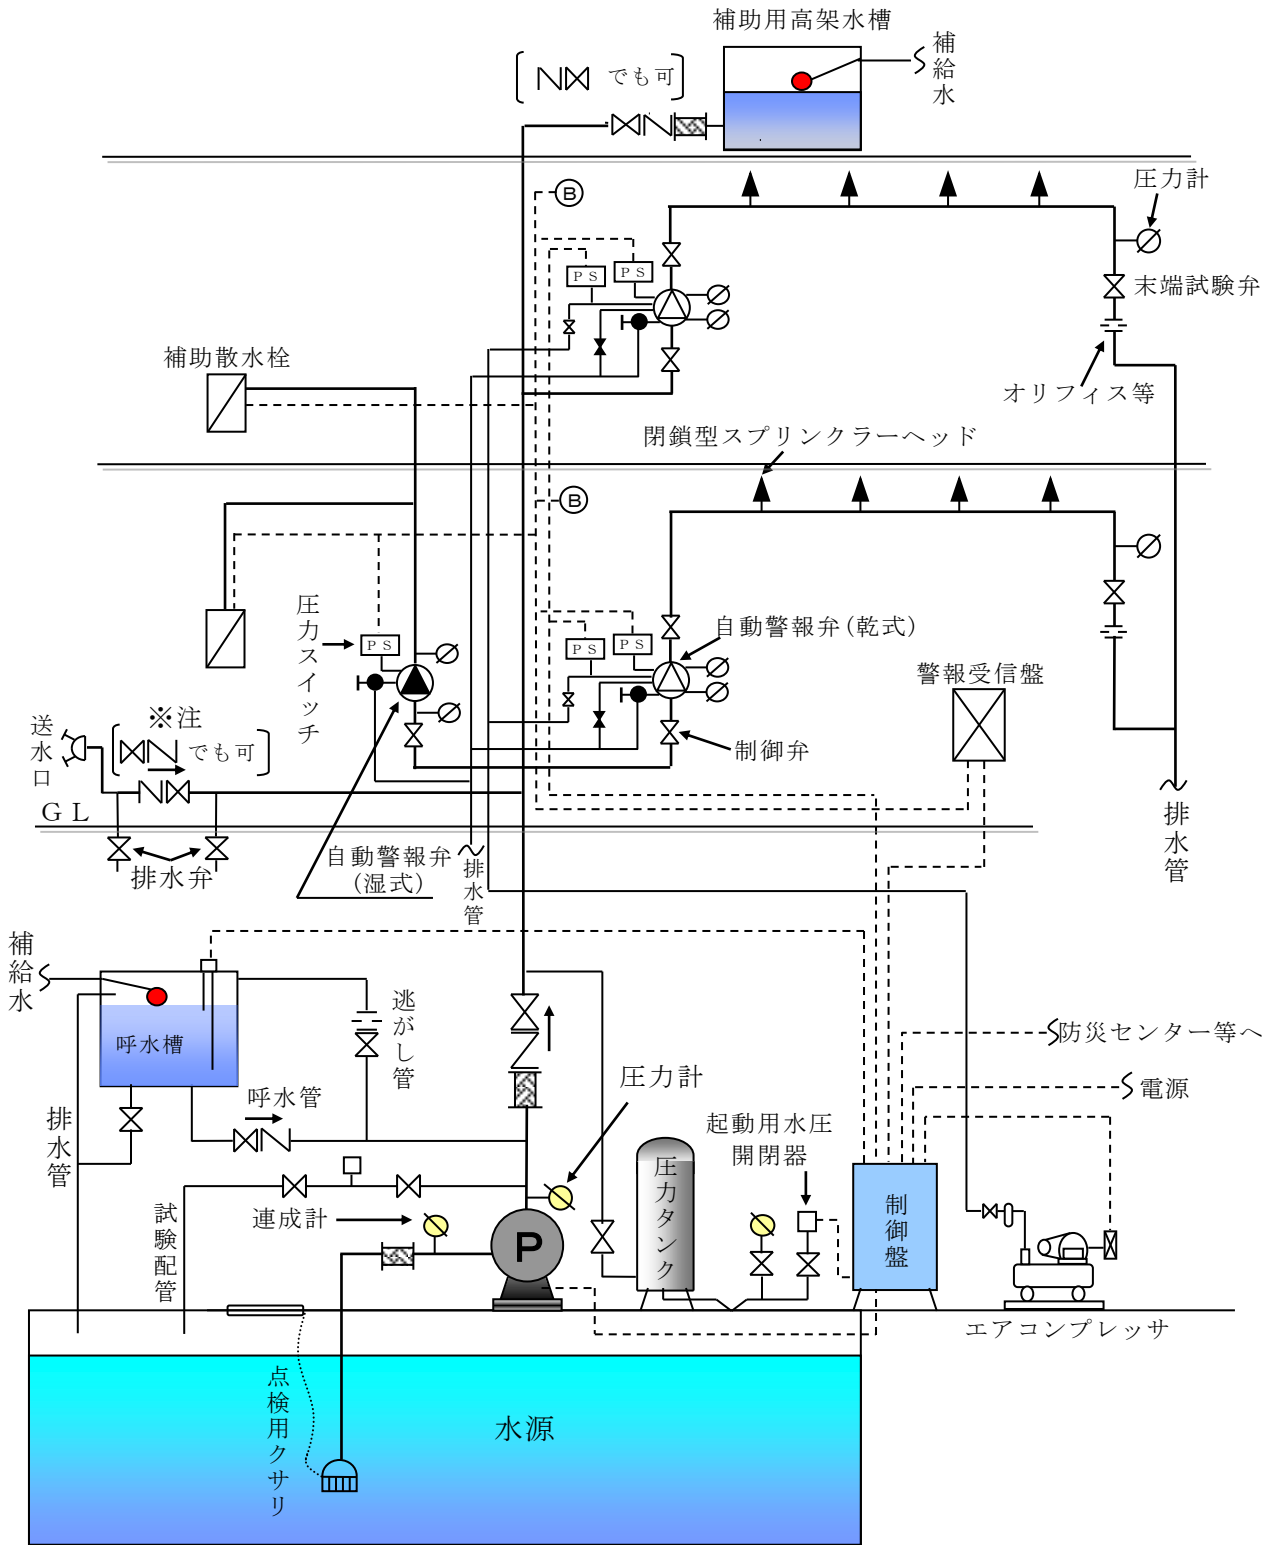 補助用高架水槽
補給水
でも可
B
圧力計
PS
PS
末端試験弁
補助散水栓
オリフィス等
閉鎖型スプリンクラーヘッド
B
圧力スイッチ
PS
PS
PS
自動警報弁(乾式)
警報受信盤
送水口
※注
でも可
制御弁
GL
排水管
自動警報弁
(湿式)
排水弁
排水管
補給水
逃がし管
呼水槽
防災センター等へ
圧力計
電源
呼水管
排水管
起動用水圧
開閉器
圧力タンク
制御盤
試験配管
連成計
P
エアコンプレッサ
点検用クサリ
水源